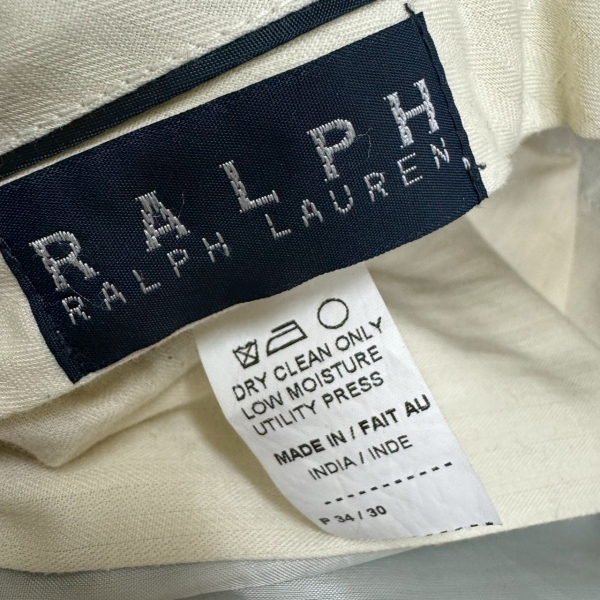 RALPH
RALPH LAUREN
DRY CLEAN ONLY
LOW MOISTURE
UTILITY PRESS
MADE IN / FAIT AU
INDIA / INDE
P 34 / 30